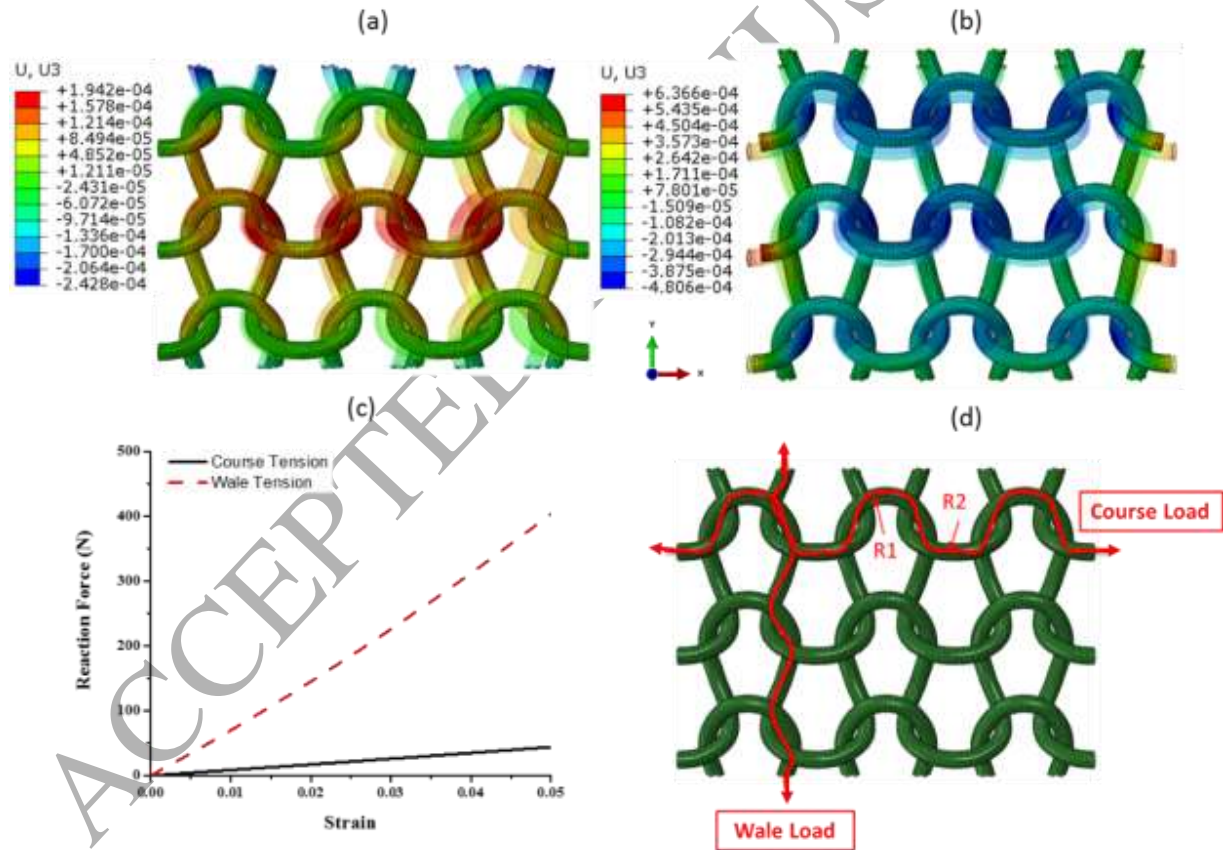 (a)
(b)
U, U3
+1.942e-04
+1.578e-04
+1.214e-04
+8.494e-05
+4.852e-05
+1.211e-05
-2.431e-05
-6.072e-05
-9.714e-05
-1.336e-04
-1.700e-04
-2.064e-04
-2.428e-04
U, U3
+6.366e-04
+5.435e-04
+4.504e-04
+3.573e-04
+2.642e-04
+1.711e-04
+7.801e-05
-1.509e-05
-1.082e-04
-2.013e-04
-2.944e-04
-3.875e-04
-4.806e-04
Y
X
(c)
Course Tension
Wale Tension
500
400
300
200
100
0
0.00 0.01 0.02 0.03 0.04 0.05
Reaction Force (N)
Strain
(d)
R1
R2
Course Load
Wale Load
ACCEPTED
US